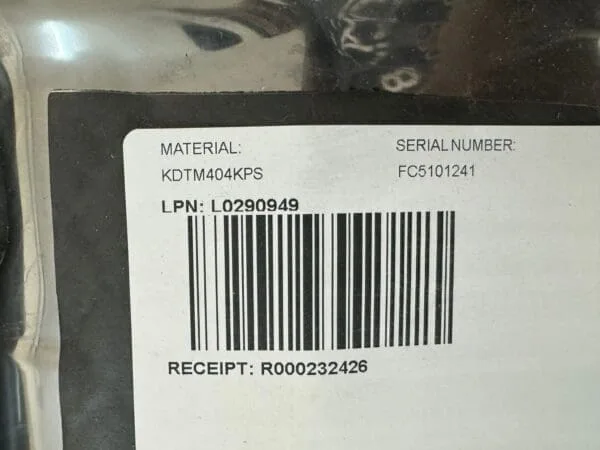 MATERIAL: SERIAL NUMBER:
KDTM404KPS FC5101241
LPN: L0290949
RECEIPT: R000232426